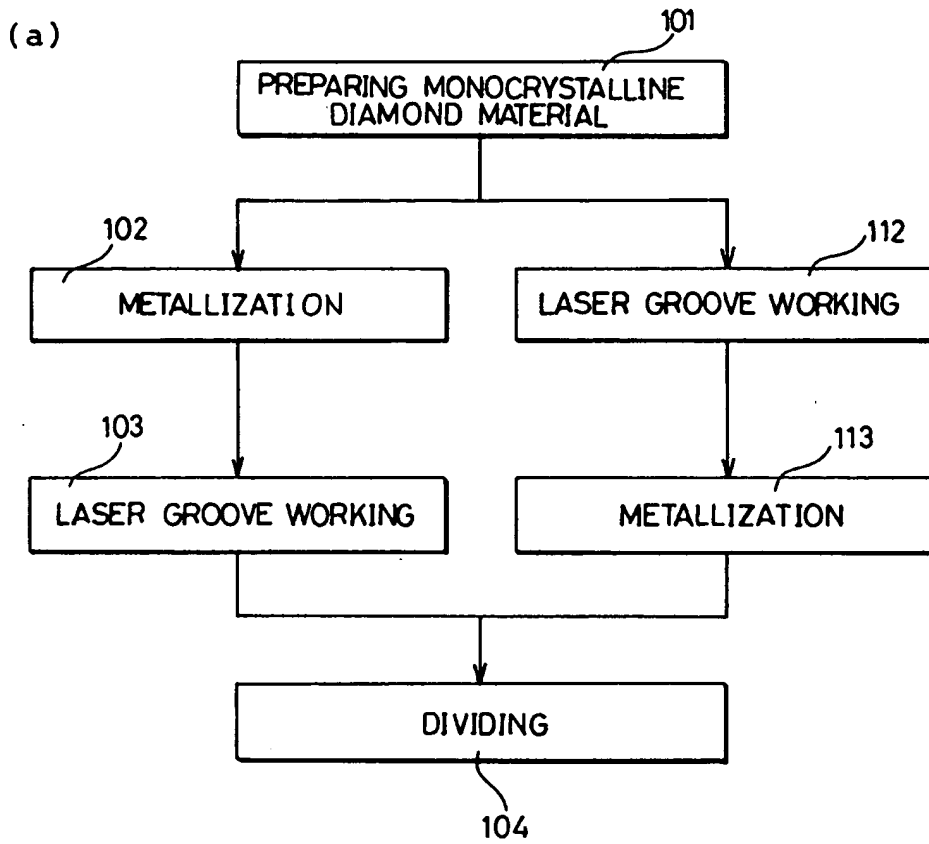 (a)
101
PREPARING MONOCRYSTALLINE
DIAMOND MATERIAL
102
112
METALLIZATION
LASER GROOVE WORKING
103
113
LASER GROOVE WORKING
METALLIZATION
DIVIDING
104